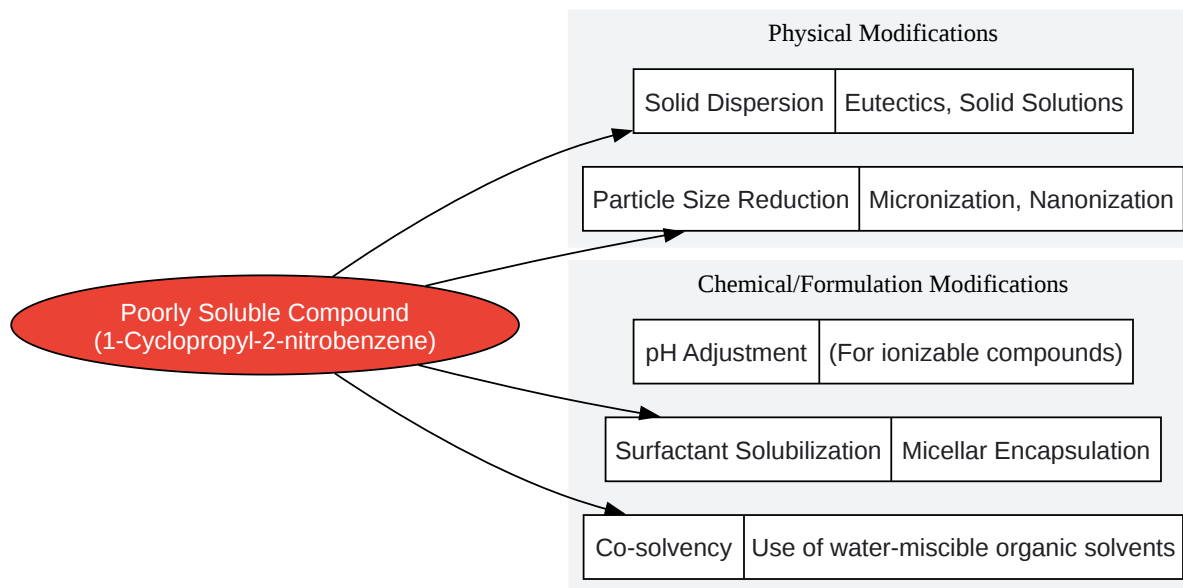 Physical Modifications
Solid Dispersion
Eutectics, Solid Solutions
Particle Size Reduction
Micronization, Nanonization
Poorly Soluble Compound
(1-Cyclopropyl-2-nitrobenzene)
Chemical/Formulation Modifications
pH Adjustment
(For ionizable compounds)
Surfactant Solubilization
Micellar Encapsulation
Co-solvency
Use of water-miscible organic solvents